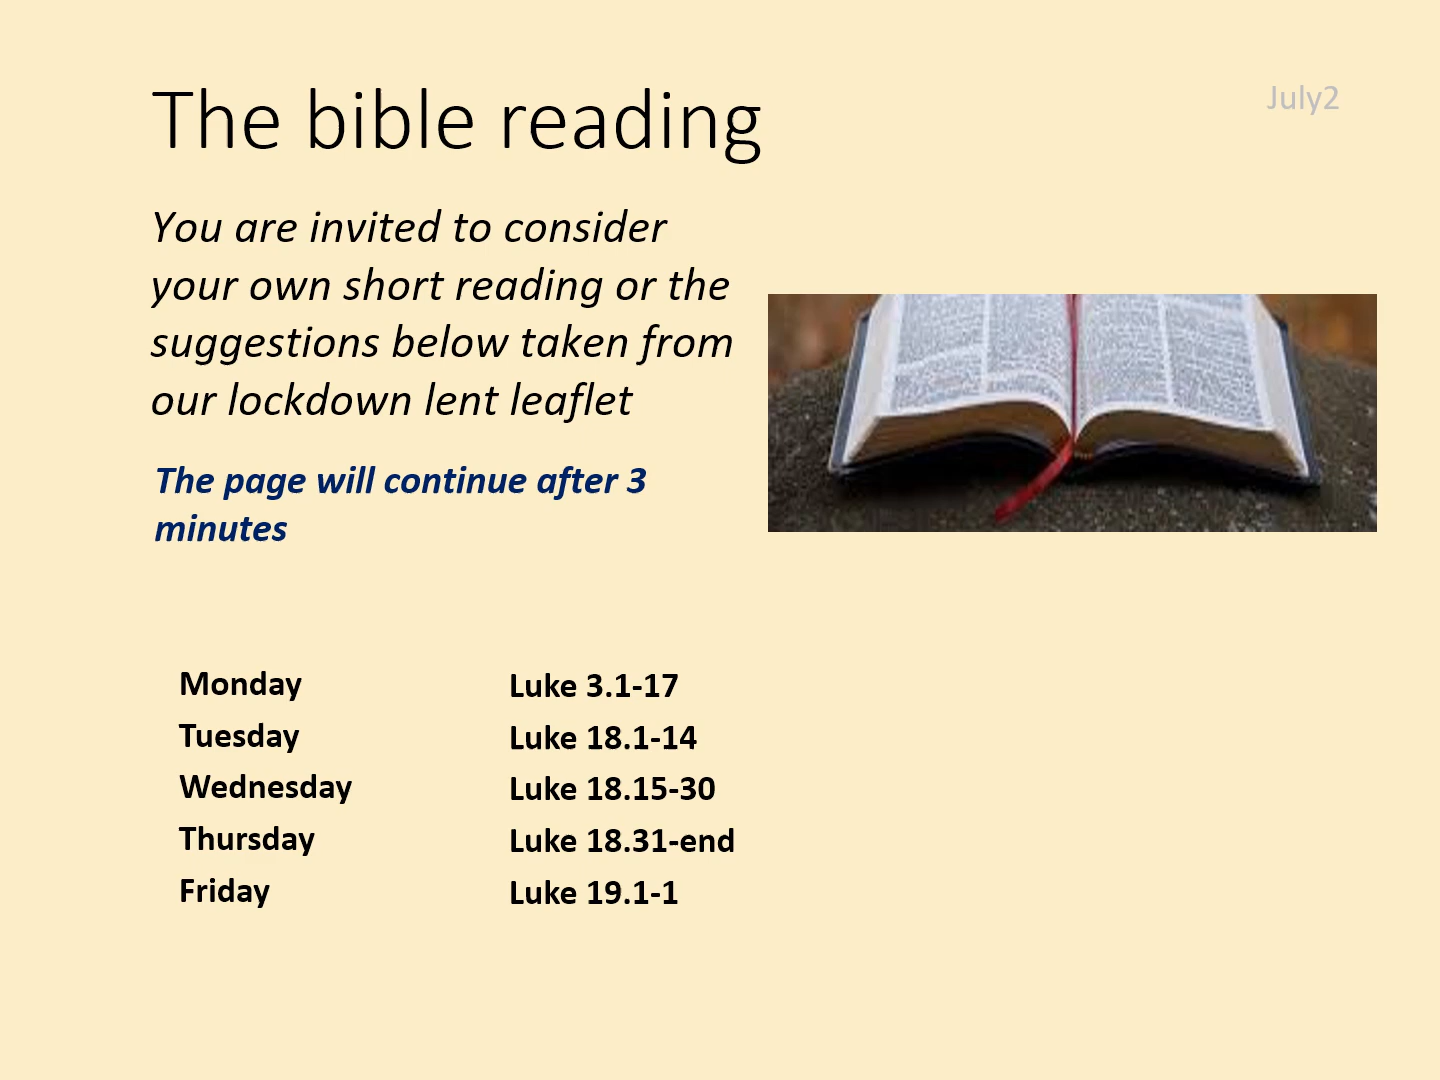 The bible reading
July2
You are invited to consider
your own short reading or the
suggestions below taken from
our lockdown lent leaflet
The page will continue after 3
minutes
Monday Luke 3.1-17
Tuesday Luke 18.1-14
Wednesday Luke 18.15-30
Thursday Luke 18.31-end
Friday Luke 19.1-1